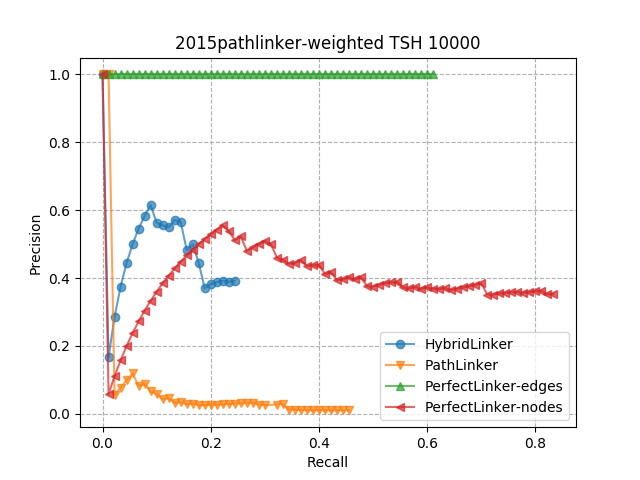 2015pathlinker-weighted TSH 10000
Precision
1.0
0.8
0.6
0.4
0.2
0.0
HybridLinker
PathLinker
PerfectLinker-edges
PerfectLinker-nodes
0.0 0.2 0.4 0.6 0.8
Recall